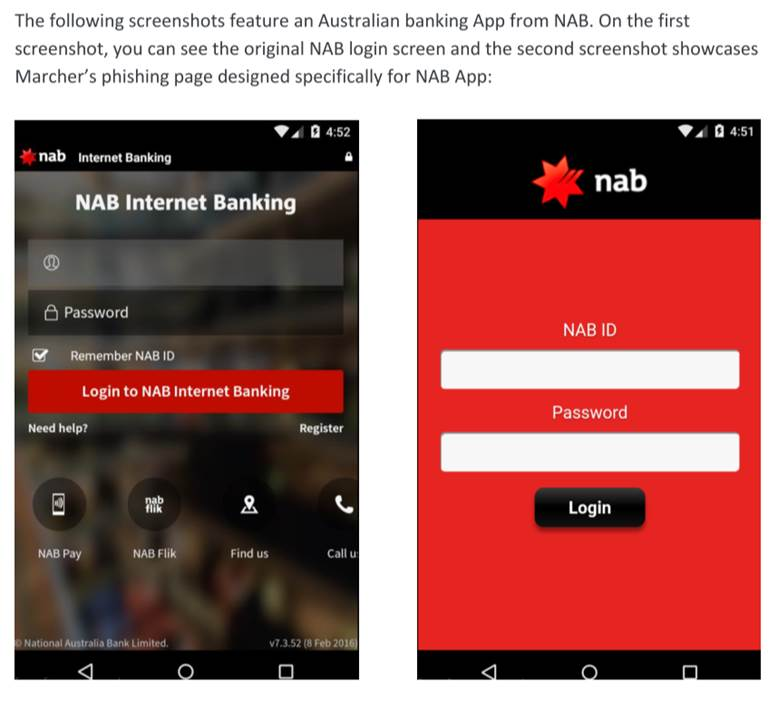 The following screenshots feature an Australian banking App from NAB. On the first
screenshot, you can see the original NAB login screen and the second screenshot showcases
Marcher’s phishing page designed specifically for NAB App:
4:52
nab Internet Banking
NAB Internet Banking
Password
Remember NAB ID
Login to NAB Internet Banking
Need help? Register
nab
flik
NAB Pay NAB Flik Find us Call u
© National Australia Bank Limited. v7.3.52 (8 Feb 2016)
4:51
nab
NAB ID
Password
Login